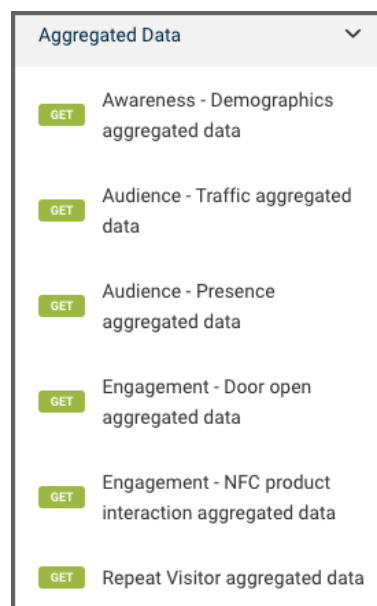 Aggregated Data
GET
Awareness - Demographics
aggregated data
GET
Audience - Traffic aggregated
data
GET
Audience - Presence
aggregated data
GET
Engagement - Door open
aggregated data
GET
Engagement - NFC product
interaction aggregated data
GET
Repeat Visitor aggregated data